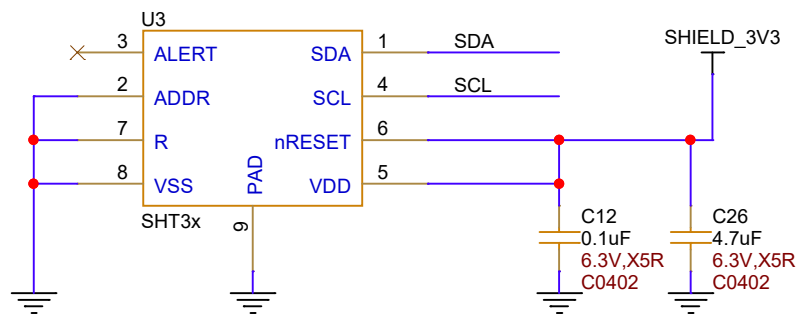 U3
SHIELD_3V3
3 ALERT SDA 1 SDA
2 ADDR SCL 4 SCL
7 R nRESET 6
8 VSS PAD VDD 5
SHT3x 9
C12 C26
0.1uF 4.7uF
6.3V,X5R 6.3V,X5R
C0402 C0402